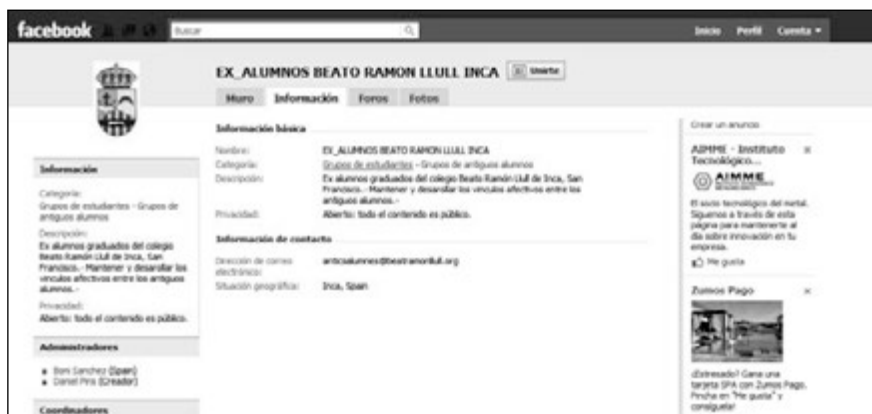 facebook
Buscar
Inicio Perfil Cuenta
EX_ALUMNOS BEATO RAMON LLULL INCA
Unirte
Muro Información Foros Fotos
Información básica
Nombre: EX_ALUMNOS BEATO RAMON LLULL INCA
Categoría: Grupos de estudiantes - Grupos de antiguos alumnos
Descripción: Ex alumnos graduados del colegio Beato Ramón Llull de Inca, San
Francisco.- Mantener y desarollar los vinculos afectivos entre los
antiguos alumnos.-
Privacidad: Abierto: todo el contenido es público.
Información de contacto
Dirección de correo
electrónico: anticsalumnes@beatramonllull.org
Situación geográfica: Inca, Spain
Información
Categoría:
Grupos de estudiantes - Grupos de
antiguos alumnos
Descripción:
Ex alumnos graduados del colegio
Beato Ramón Llull de Inca, San
Francisco.- Mantener y desarollar los
vinculos afectivos entre los antiguos
alumnos.-
Privacidad:
Abierto: todo el contenido es público.
Administradores
Daniel Pins (Creador)
Coordinadores
Crear un anuncio
AIMME - Instituto
Tecnológico...
AIMME
El socio tecnológico del metal.
Siguenos a través de esta
página para mantenerte al
día sobre innovación en tu
empresa.
Me gusta
Zumos Pago
¿Estresado? Gana una
tarjeta SPA con Zumos Pago.
Pincha en "Me gusta" y
consíguela!